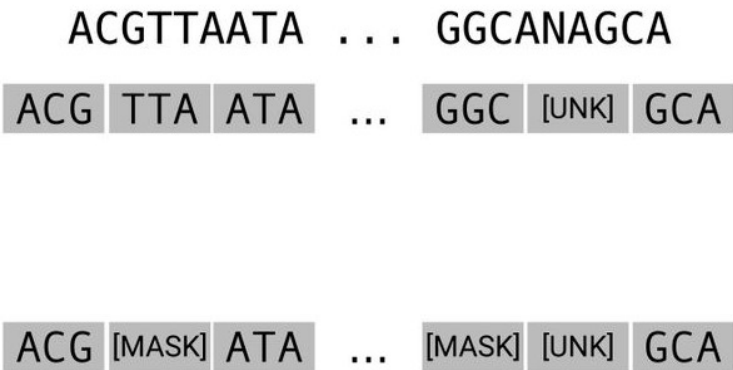 ACGTTAATA ... GGCANAGCA
ACG TTA ATA ... GGC [UNK] GCA
ACG [MASK] ATA ... [MASK] [UNK] GCA